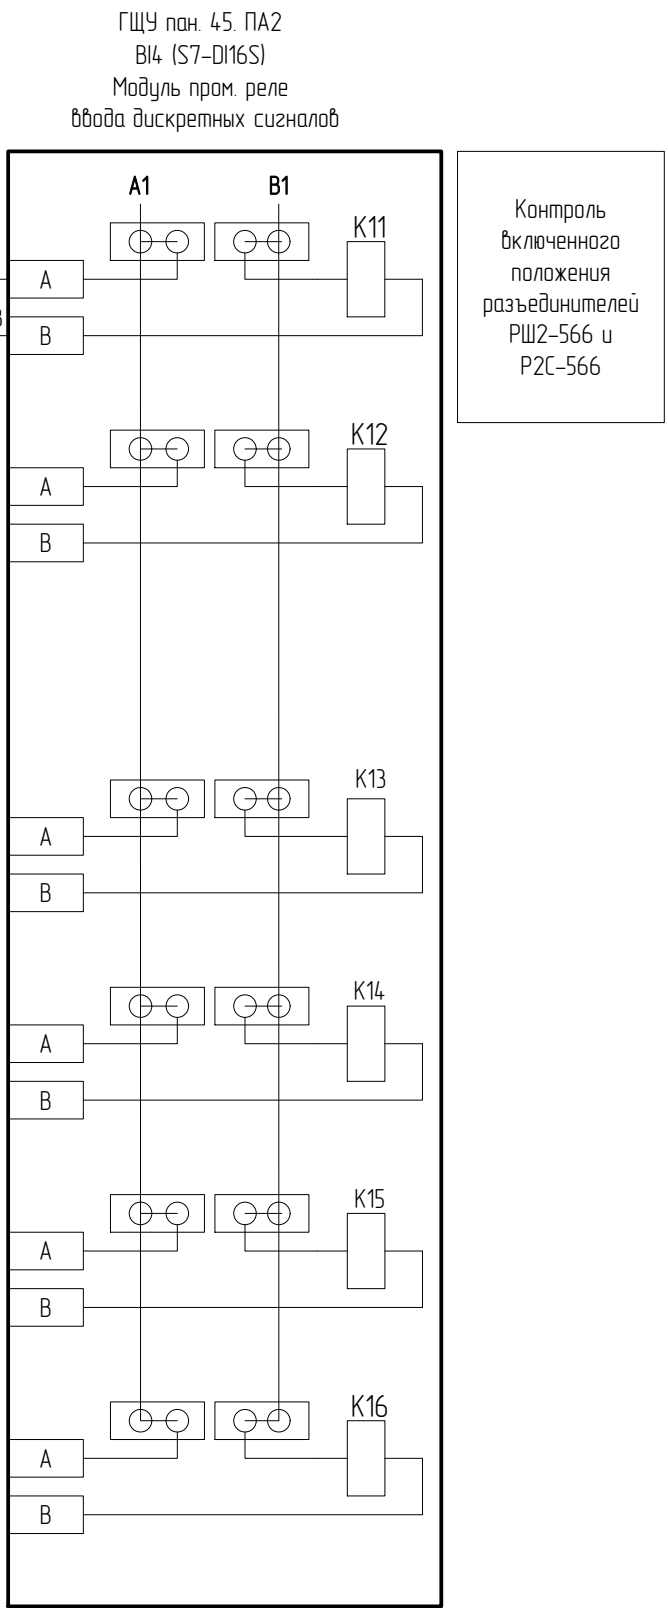 ГЩУ пан. 45. ПА2
BI4 (S7-DI16S)
Модуль пром. реле
ввода дискретных сигналов
A1 B1
K11
A
B
Контроль
включенного
положения
разъединителей
РШ2-566 и
Р2С-566
K12
A
B
K13
A
B
K14
A
B
K15
A
B
K16
A
B